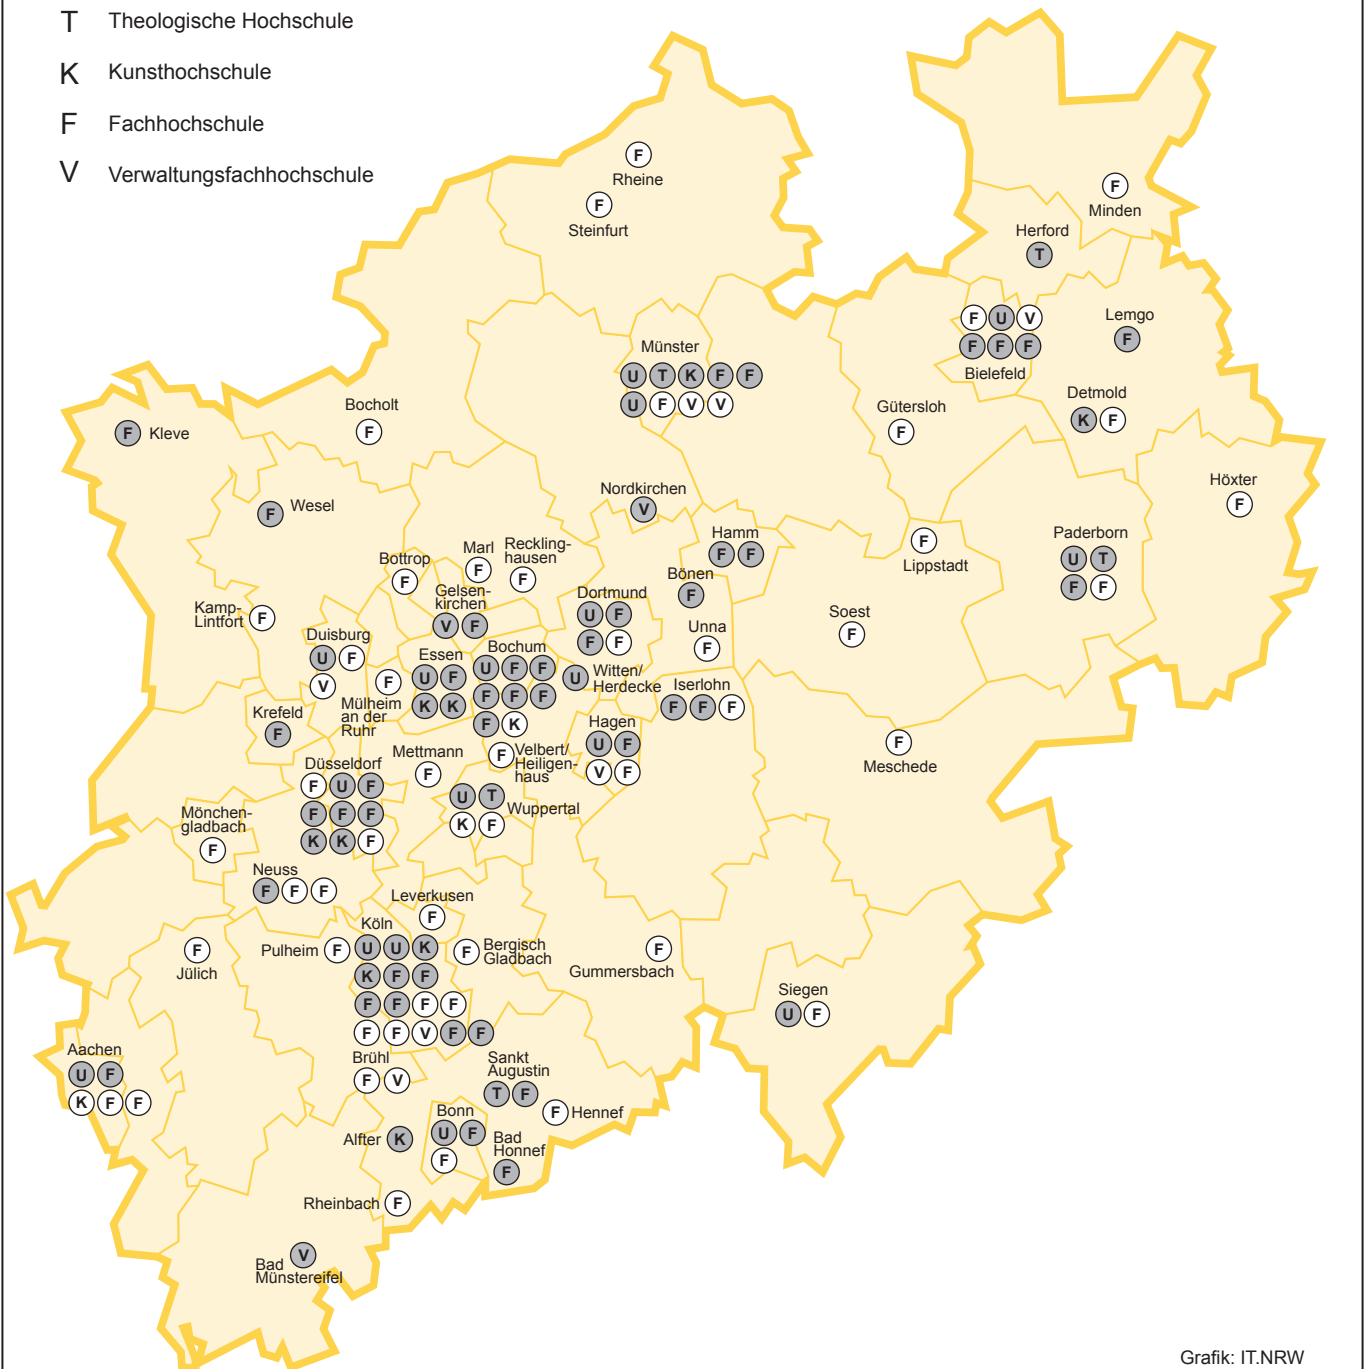 T Theologische Hochschule
K Kunsthochschule
F Fachhochschule
V Verwaltungsfachhochschule
F
Rheine
F
Steinfurt
F
Minden
Herford
T
F U V
F F F
Bielefeld
Lemgo
F
Detmold
K F
Münster
U T K F F
U F V V
Bocholt
F
F Kleve
Gütersloh
F
Höxter
F
F Wesel
Nordkirchen
V
Hamm
F F
F
Lippstadt
Paderborn
U T
F F
Bottrop
F
Marl
F
Reckling-
hausen
F
Gelsen-
kirchen
V F
Bönen
F
Dortmund
U F
F F
Unna
F
Soest
F
Kamp-
Lintfort F
Duisburg
U F
V
F
Mülheim
an der
Ruhr
Essen
U F
K K
Bochum
U F F
F F F
F K
U Witten/
Herdecke
Iserlohn
F F F
Krefeld
F
Hagen
U F
V F
F
Meschede
Mettmann
F
F Velbert/
Heiligen-
haus
Düsseldorf
F U F
F F F
K K F
U T
K F
Wuppertal
Mönchen-
gladbach
F
Neuss
F F F
Leverkusen
F
F
Jülich
Pulheim F
Köln
U U K
K F F
F F F F
F F V F F
F Bergisch
Gladbach
F
Gummersbach
Siegen
U F
Aachen
U F
K F F
Brühl
F V
Sankt
Augustin
T F
F Hennef
Alfter K
Bonn
U F
F
Bad
Honnef
F
Rheinbach F
V
Bad
Münstereifel
Grafik: IT.NRW